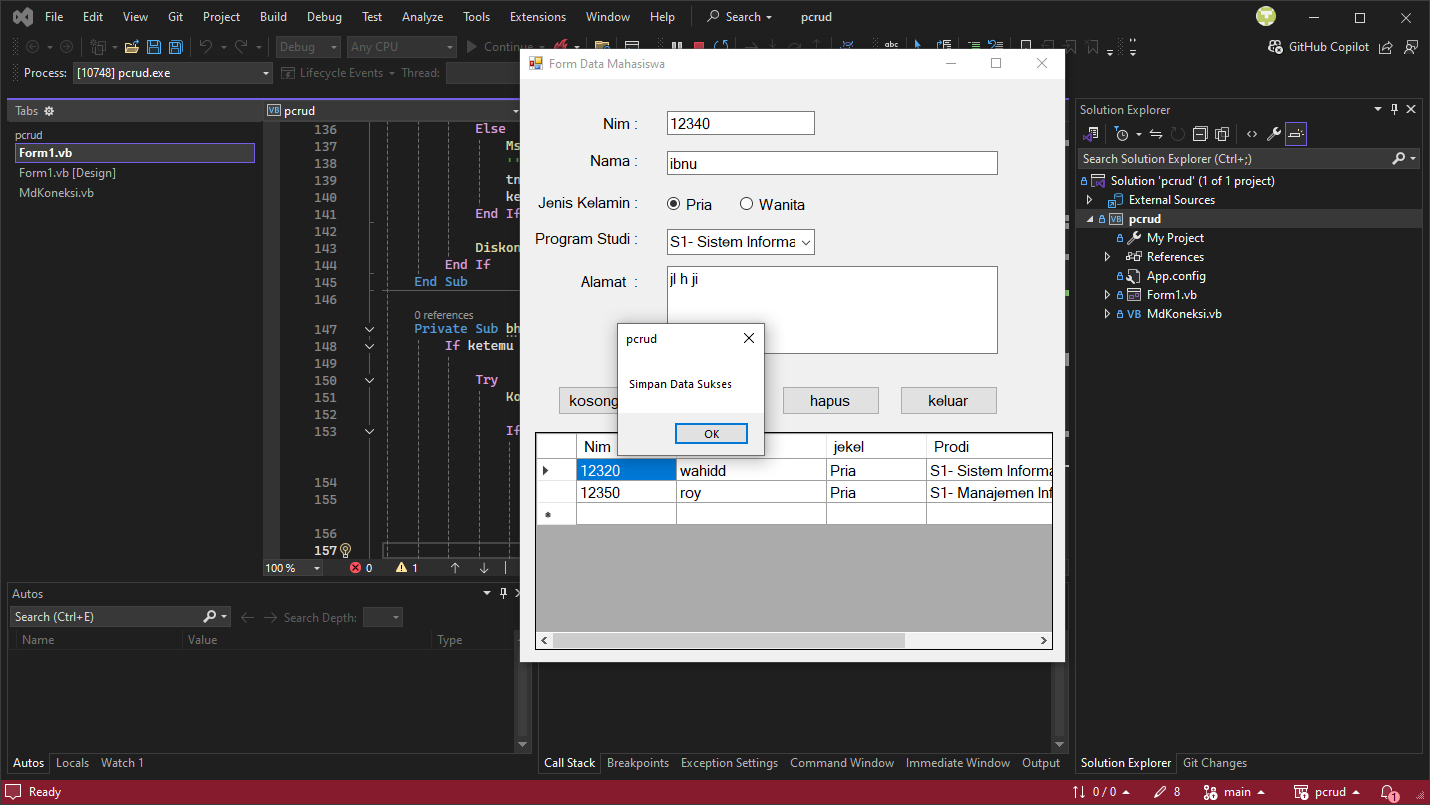 File Edit View Git Project Build Debug Test Analyze Tools Extensions Window Help Search pcrud
Debug Any CPU Continue
GitHub Copilot
Process: [10748] pcrud.exe Lifecycle Events Thread:
Tabs
pcrud
Form1.vb
Form1.vb [Design]
MdKoneksi.vb
VB pcrud
136 Else
137 Ms
138 ''
139 tn
140 ke
141 End If
142
143 Diskon
144 End If
145 End Sub
146
0 references
147 Private Sub bh
148 If ketemu
149
150 Try
151 Ko
152
153 If
154
155
156
157
100 % 0 1
Form Data Mahasiswa
Nim : 12340
Nama : ibnu
Jenis Kelamin : Pria Wanita
Program Studi : S1- Sistem Informa
Alamat : jl h ji
kosong hapus keluar
pcrud
Simpan Data Sukses
OK
Nim jekel Prodi
12320 wahidd Pria S1- Sistem Informa
12350 roy Pria S1- Manajemen Inf
Solution Explorer
Search Solution Explorer (Ctrl+;)
Solution 'pcrud' (1 of 1 project)
External Sources
VB pcrud
My Project
References
App.config
Form1.vb
VB MdKoneksi.vb
Autos
Search (Ctrl+E) Search Depth:
Name Value Type
Autos Locals Watch 1
Call Stack Breakpoints Exception Settings Command Window Immediate Window Output
Solution Explorer Git Changes
Ready 0 / 0 8 main pcrud 1